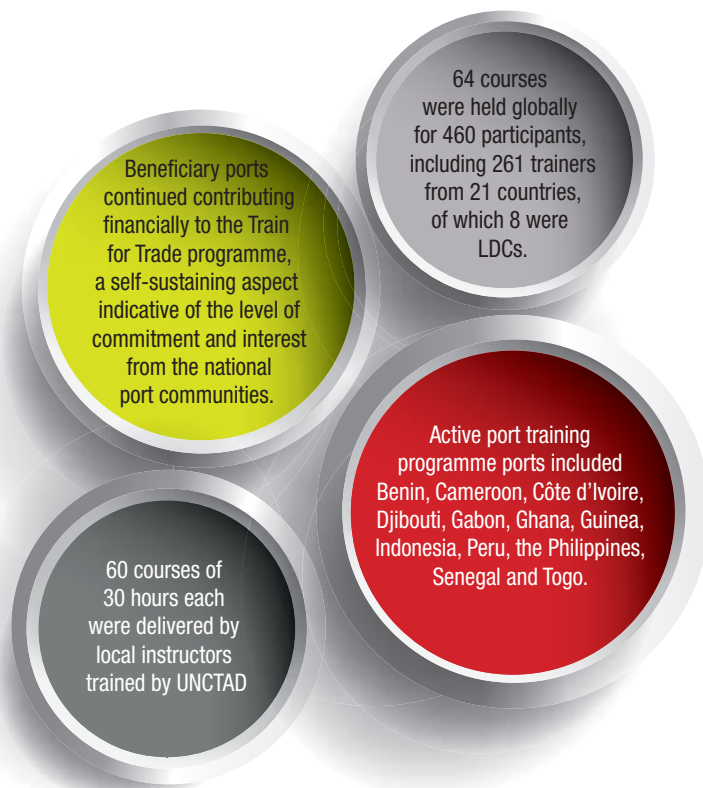 64 courses
were held globally
for 460 participants,
including 261 trainers
from 21 countries,
of which 8 were
LDCs.
Beneficiary ports
continued contributing
financially to the Train
for Trade programme,
a self-sustaining aspect
indicative of the level of
commitment and interest
from the national
port communities.
Active port training
programme ports included
Benin, Cameroon, Côte d’Ivoire,
Djibouti, Gabon, Ghana, Guinea,
Indonesia, Peru, the Philippines,
Senegal and Togo.
60 courses of
30 hours each
were delivered by
local instructors
trained by UNCTAD